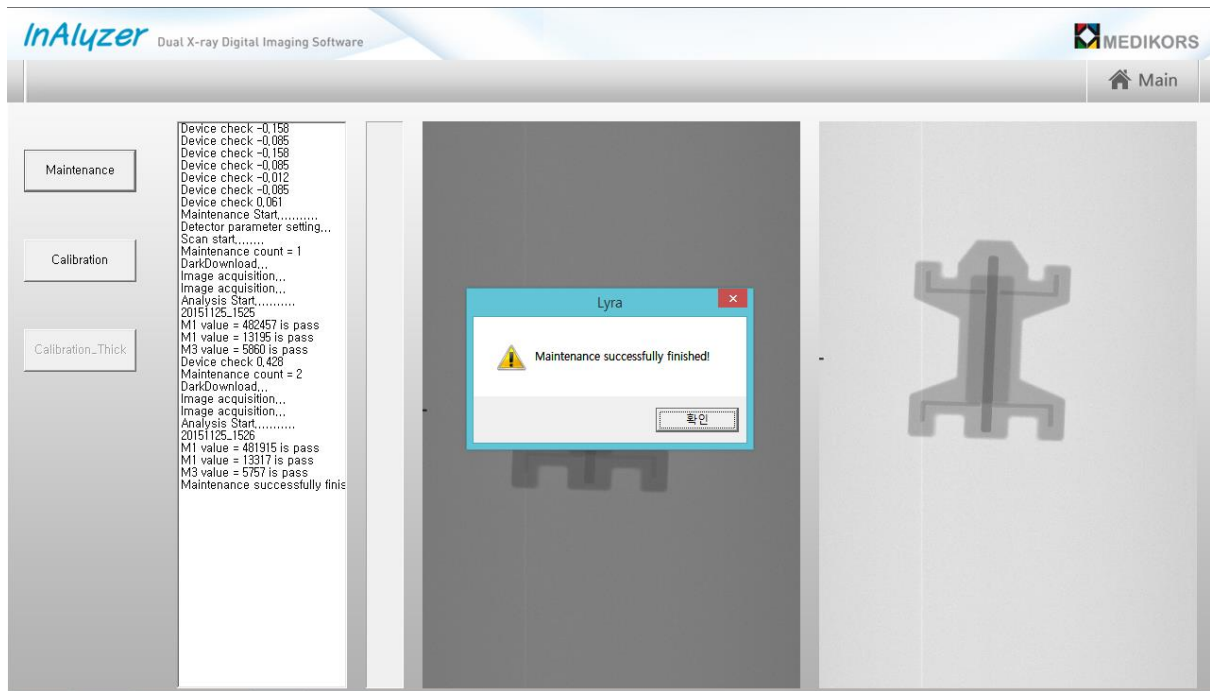 InAlyzer Dual X-ray Digital Imaging Software
MEDIKORS
Main
Maintenance
Calibration
Calibration_Thick
Device check -0,158
Device check -0,085
Device check -0,158
Device check -0,085
Device check -0,012
Device check -0,085
Device check 0,061
Maintenance Start,,,,,,,,,,
Detector parameter setting,,,
Scan start,,,,,,,
Maintenance count = 1
DarkDownload,,,
Image acquisition,,,
Image acquisition,,,
Analysis Start,,,,,,,,,,
20151125_1525
M1 value = 482457 is pass
M1 value = 13195 is pass
M3 value = 5860 is pass
Device check 0,428
Maintenance count = 2
DarkDownload,,,
Image acquisition,,,
Image acquisition,,,
Analysis Start,,,,,,,,,,
20151125_1526
M1 value = 481915 is pass
M1 value = 13317 is pass
M3 value = 5757 is pass
Maintenance successfully finis
Lyra
Maintenance successfully finished!
확인